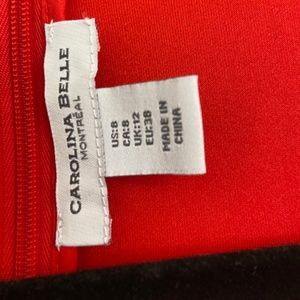 CAROLINA BELLE
MONTRÉAL
US:8
CA:8
UK:12
EU:38
MADE IN
CHINA